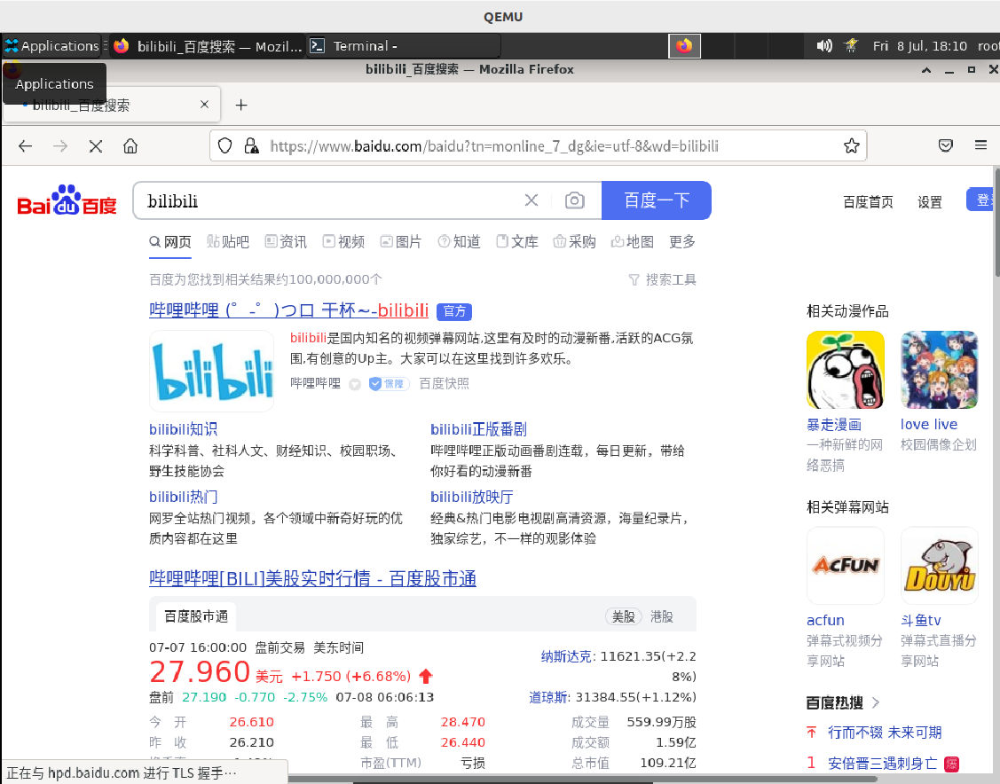 QEMU
Applications
bilibili_百度搜索 — Mozil...
Terminal -
Fri 8 Jul, 18:10 root
bilibili_百度搜索 — Mozilla Firefox
Applications
bilibili_百度搜索
https://www.baidu.com/baidu?tn=monline_7_dg&ie=utf-8&wd=bilibili
Bai du 百度
bilibili
百度一下
百度首页 设置 登
网页 贴吧 资讯 视频 图片 知道 文库 采购 地图 更多
百度为您找到相关结果约100,000,000个
搜索工具
哔哩哔哩 (゜-゜)つロ 干杯~-bilibili 官方
bilibili
bilibili是国内知名的视频弹幕网站,这里有及时的动漫新番,活跃的ACG氛
围,有创意的Up主。大家可以在这里找到许多欢乐。
哔哩哔哩 保障 百度快照
bilibili知识
科学科普、社科人文、财经知识、校园职场、
野生技能协会
bilibili正版番剧
哔哩哔哩正版动画番剧连载，每日更新，带给
你好看的动漫新番
bilibili热门
网罗全站热门视频，各个领域中新奇好玩的优
质内容都在这里
bilibili放映厅
经典&热门电影电视剧高清资源，海量纪录片，
独家综艺，不一样的观影体验
哔哩哔哩[BILI]美股实时行情 - 百度股市通
百度股市通
美股 港股
07-07 16:00:00 盘前交易 美东时间
27.960 美元 +1.750 (+6.68%)
盘前 27.190 -0.770 -2.75% 07-08 06:06:13
纳斯达克: 11621.35(+2.2
8%)
道琼斯: 31384.55(+1.12%)
今 开 26.610 最 高 28.470 成交量 559.99万股
昨 收 26.210 最 低 26.440 成交额 1.59亿
市盈(TTM) 亏损 总市值 109.21亿
相关动漫作品
暴走漫画
一种新鲜的网
络恶搞
love live
校园偶像企划
相关弹幕网站
ACFUN
DOUYU
acfun
弹幕式视频分
享网站
斗鱼tv
弹幕式直播分
享网站
百度热搜
行而不辍 未来可期
1 安倍晋三遇刺身亡 爆
正在与 hpd.baidu.com 进行 TLS 握手…